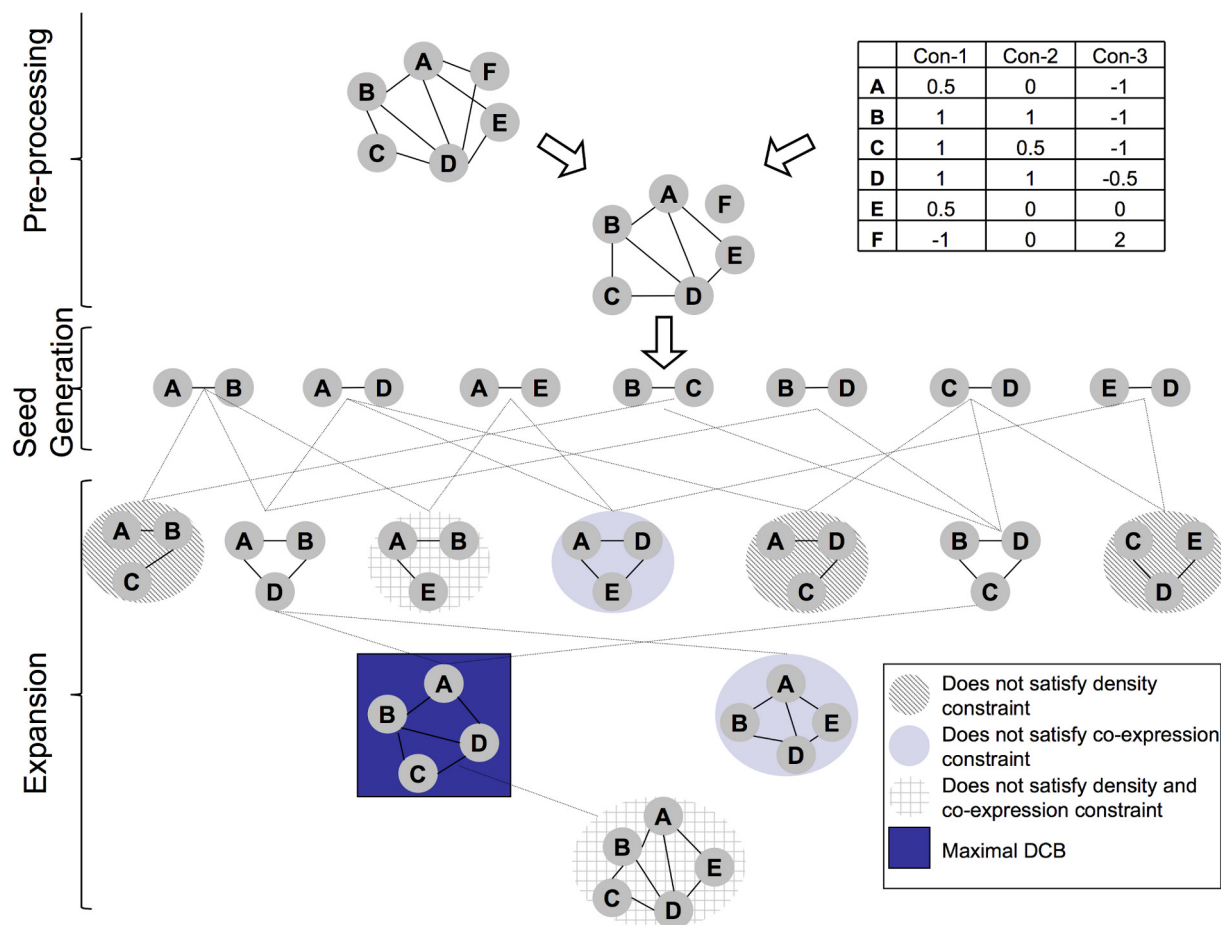 Pre-processing
A
F
B
E
C
D
Con-1 Con-2 Con-3
A 0.5 0 -1
B 1 1 -1
C 1 0.5 -1
D 1 1 -0.5
E 0.5 0 0
F -1 0 2
A
F
B
E
C
D
Seed
Generation
A B A D A E B C B D C D E D
Expansion
A B
C
A B
D
A B
E
A D
E
A D
C
B D
C
C E
D
A
B
D
C
A
B E
D
A
B
E
C
D
Does not satisfy density
constraint
Does not satisfy co-expression
constraint
Does not satisfy density and
co-expression constraint
Maximal DCB